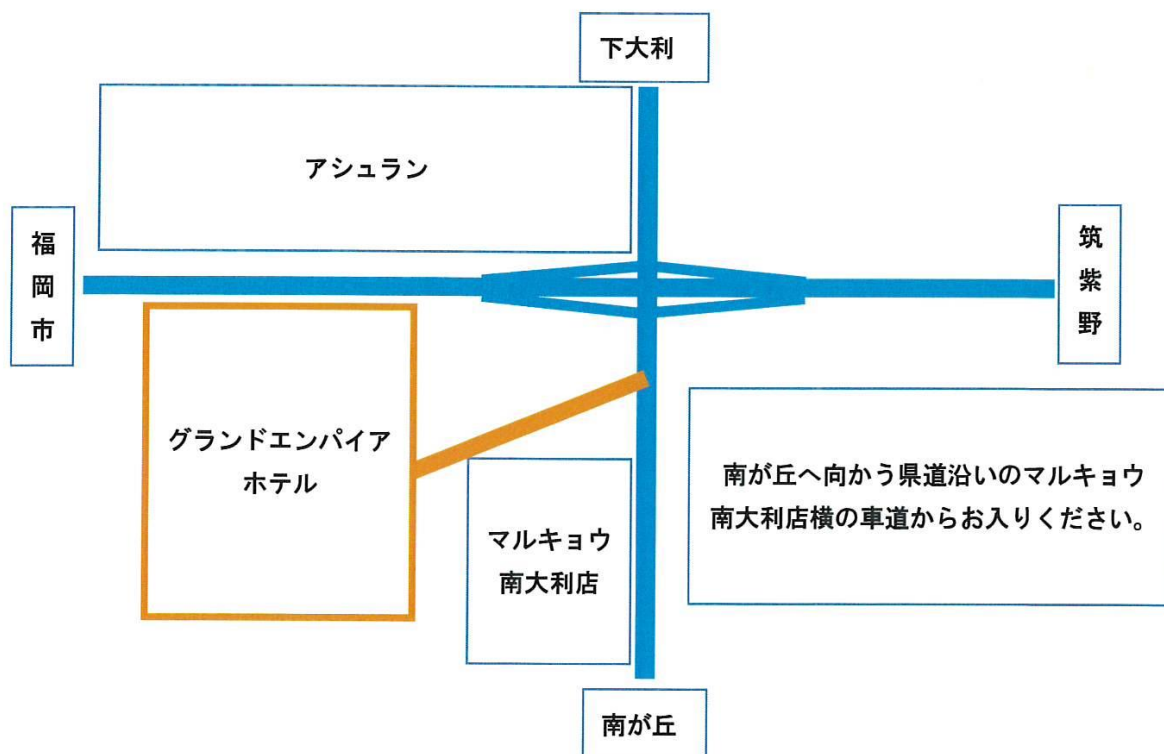 下大利
アシュラン
福岡市
筑紫野
グランドエンパイア
ホテル
南が丘へ向かう県道沿いのマルキョウ
南大利店横の車道からお入りください。
マルキョウ
南大利店
南が丘